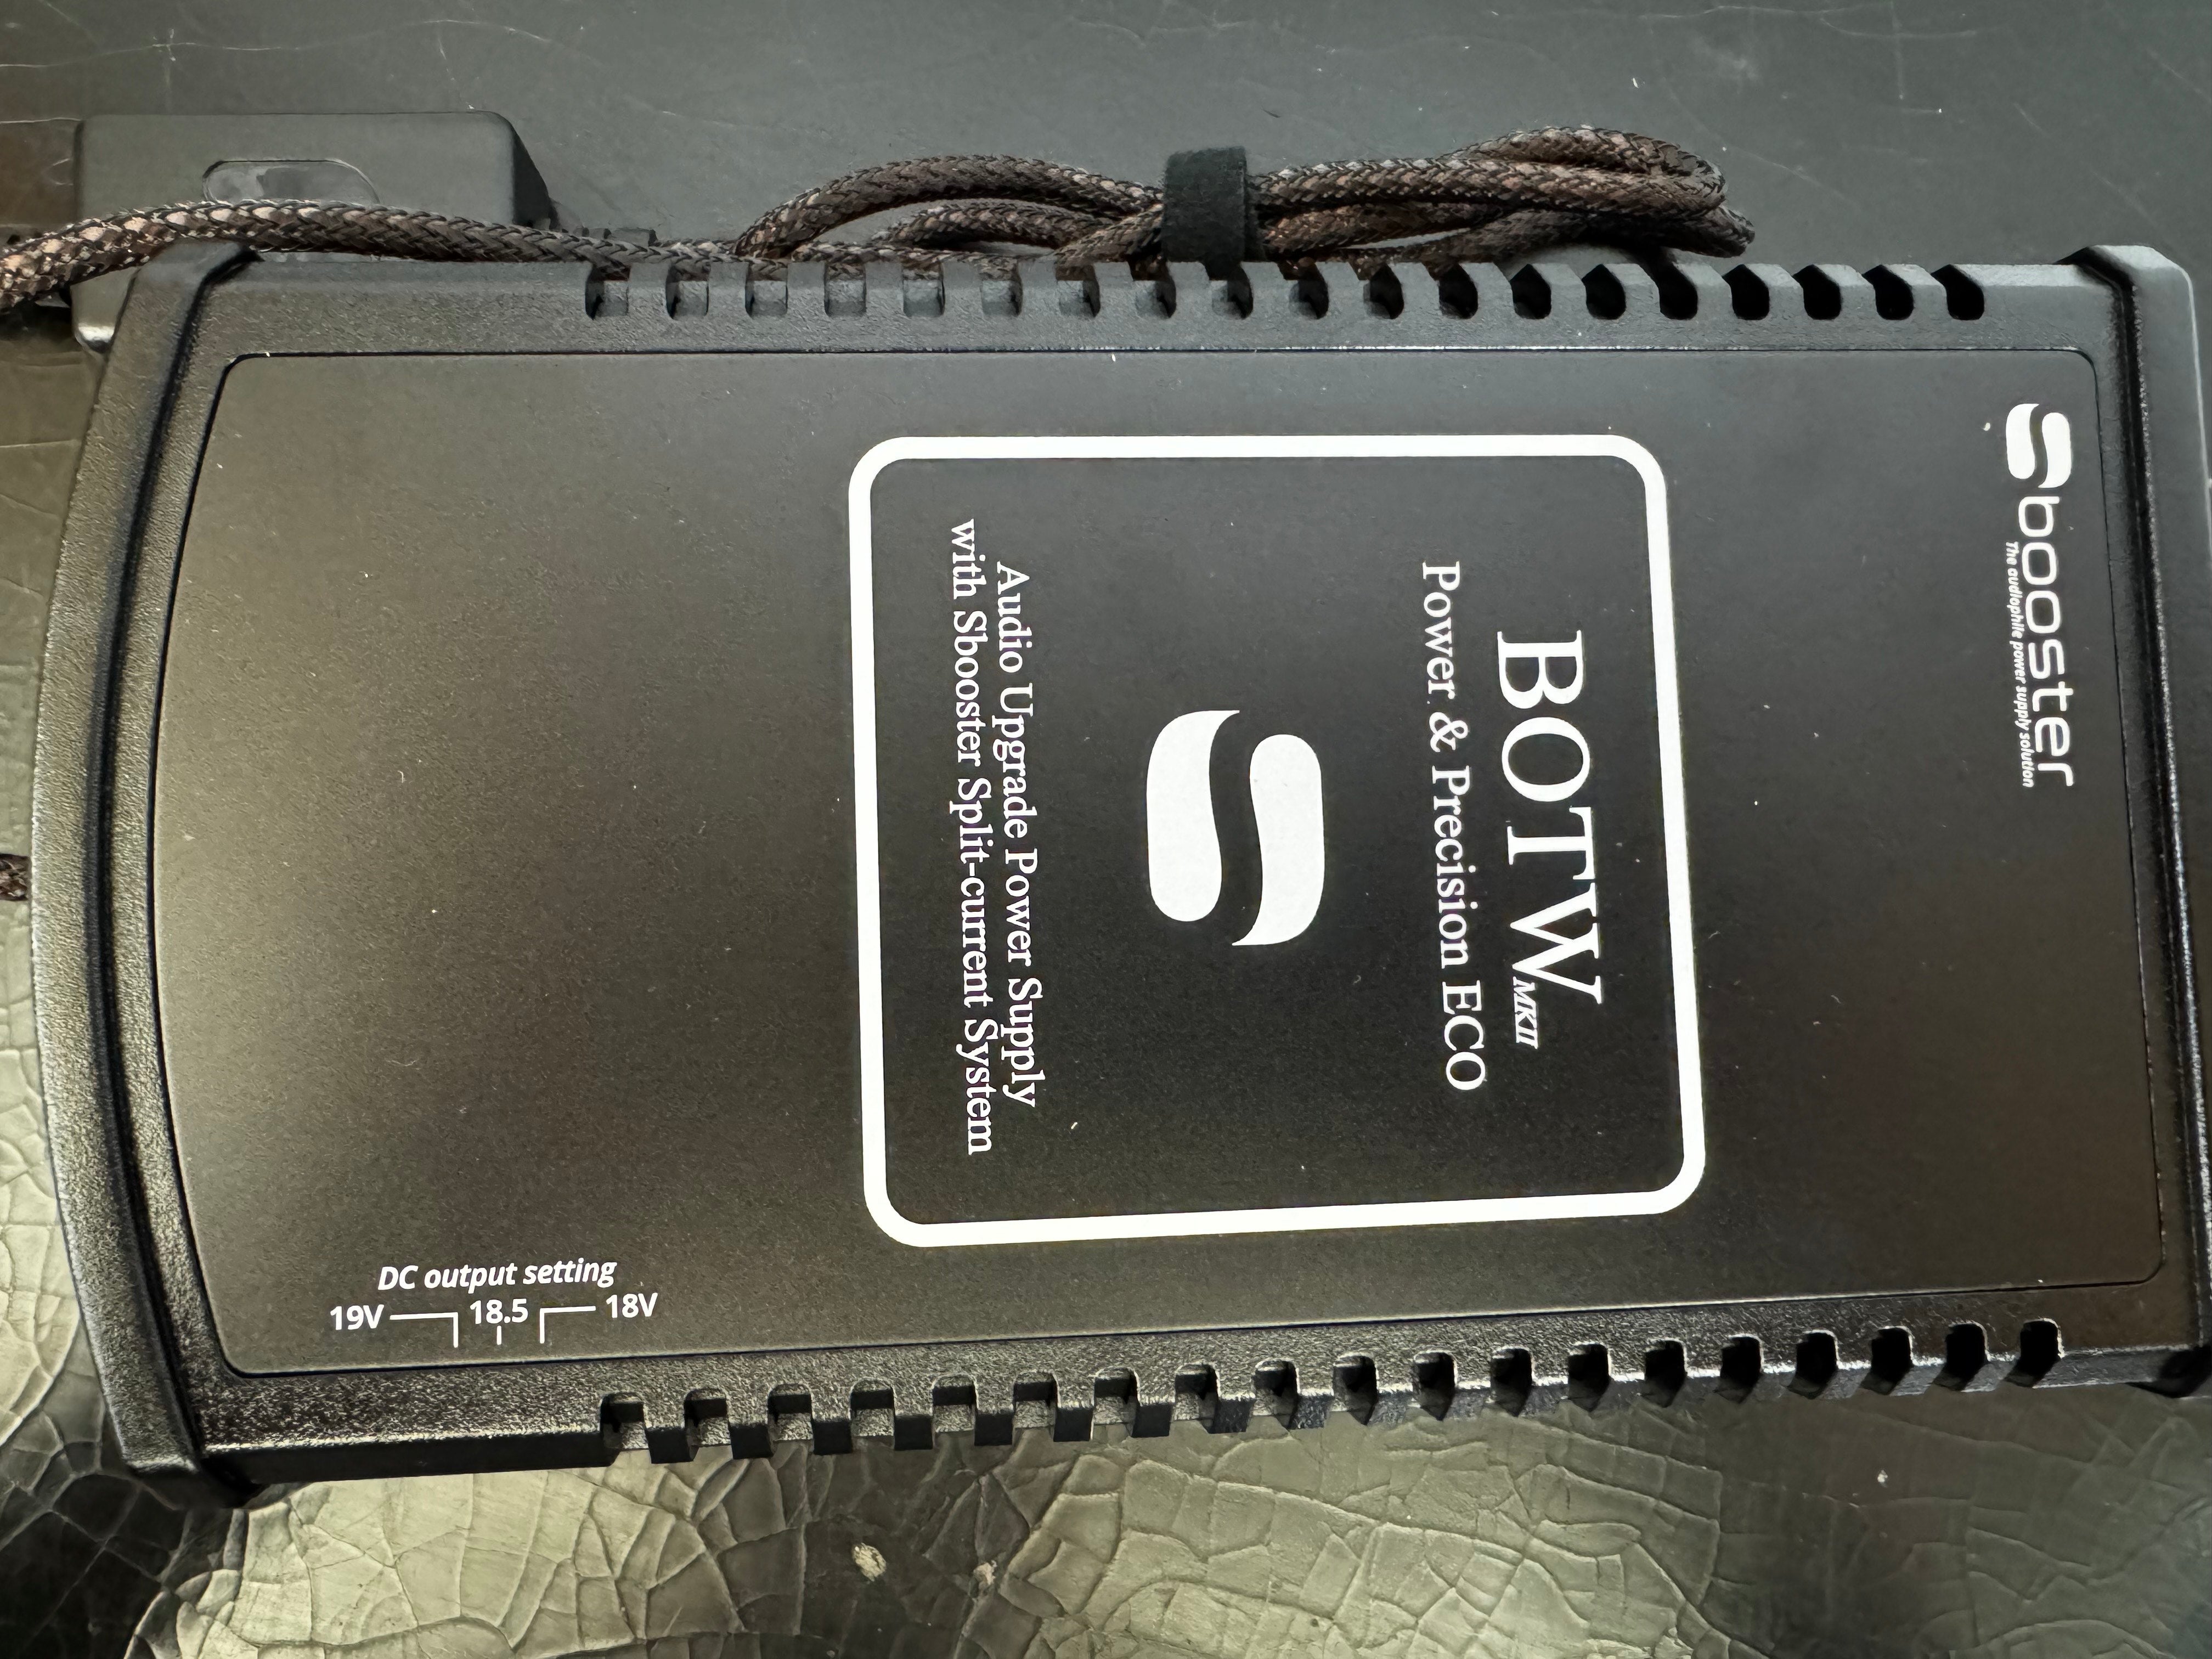 Sbooster
The audiophile power supply solution
BOTW MKII
Power & Precision ECO
Audio Upgrade Power Supply
with Sbooster Split-current System
DC output setting
19V 18.5 18V